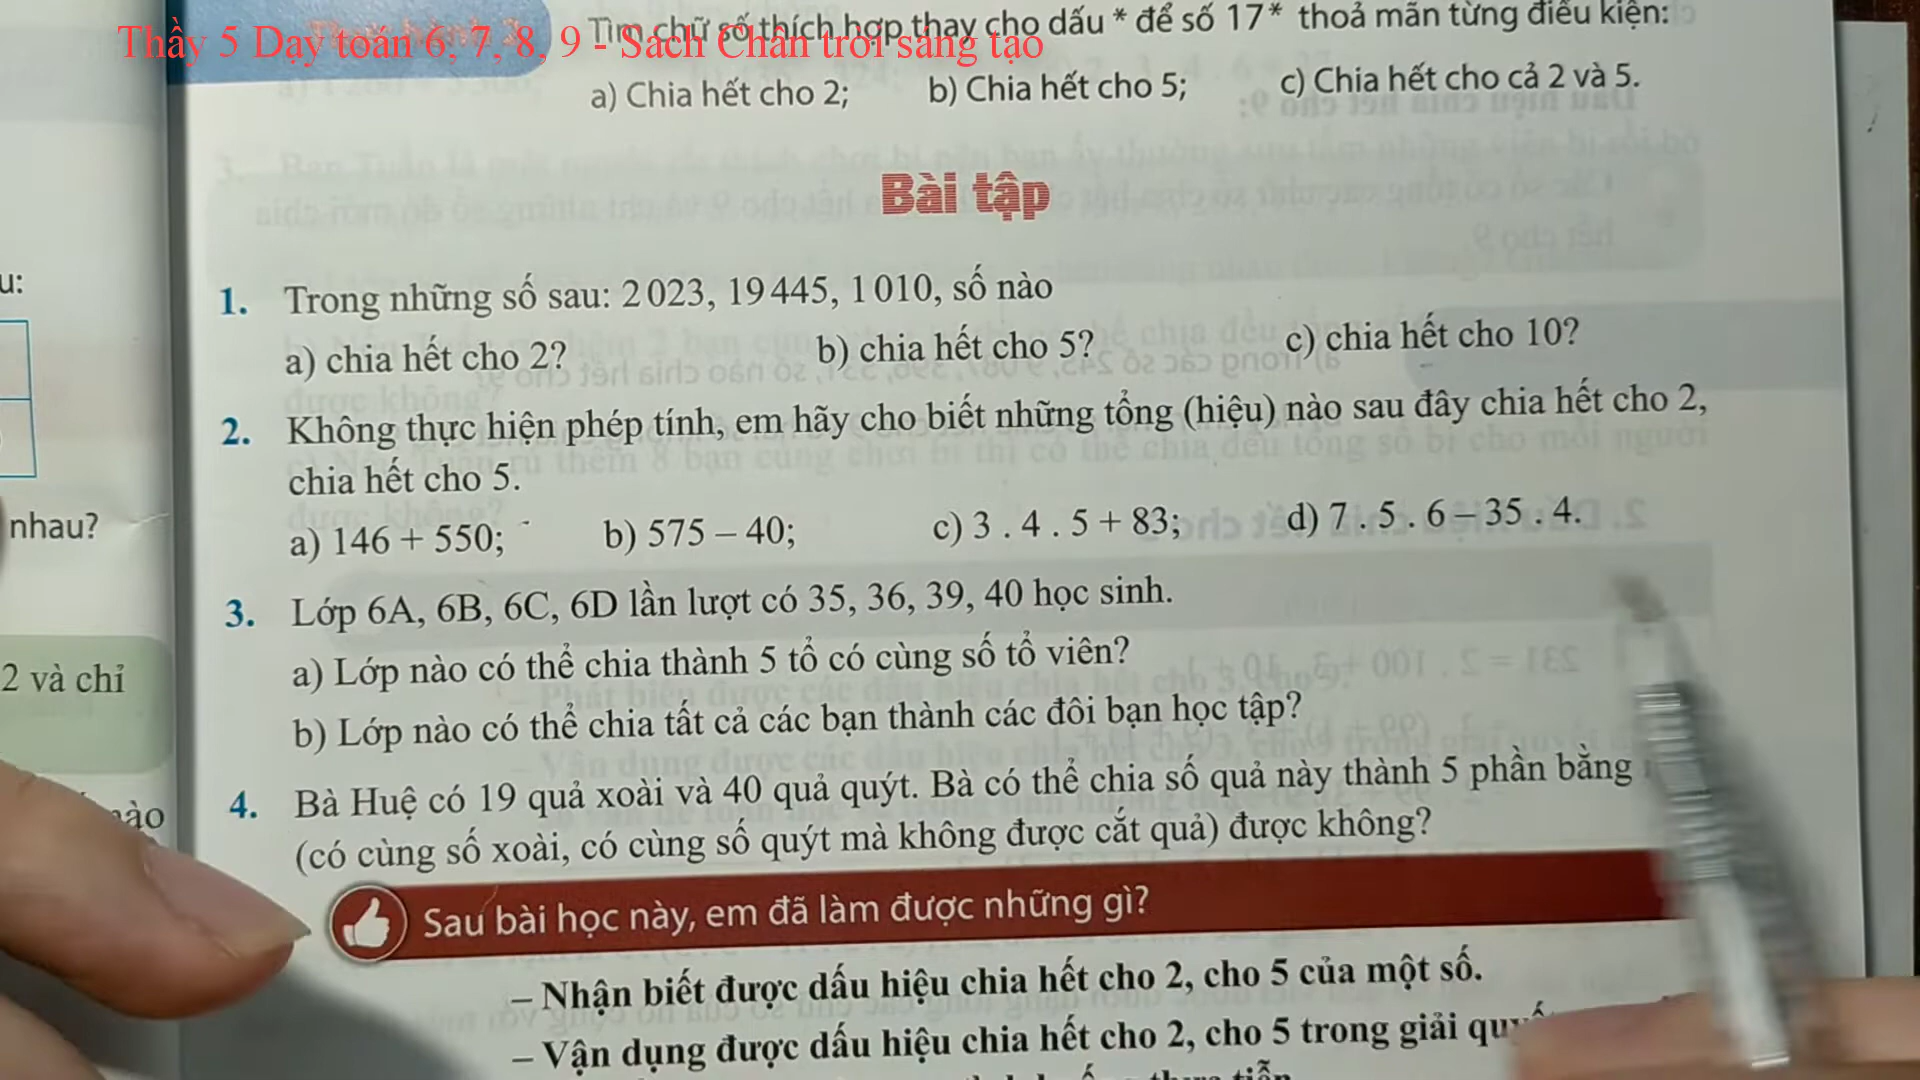 Thầy 5 Dạy toán 6, 7, 8, 9 - Sách Chân trời sáng tạo
Tìm chữ số thích hợp thay cho dấu * để số 17* thoả mãn từng điều kiện:
a) Chia hết cho 2; b) Chia hết cho 5; c) Chia hết cho cả 2 và 5.
Bài tập
u:
1. Trong những số sau: 2 023, 19 445, 1 010, số nào
a) chia hết cho 2? b) chia hết cho 5? c) chia hết cho 10?
2. Không thực hiện phép tính, em hãy cho biết những tổng (hiệu) nào sau đây chia hết cho 2,
chia hết cho 5.
nhau?
a) 146 + 550; b) 575 – 40; c) 3 . 4 . 5 + 83; d) 7 . 5 . 6 – 35 . 4.
3. Lớp 6A, 6B, 6C, 6D lần lượt có 35, 36, 39, 40 học sinh.
a) Lớp nào có thể chia thành 5 tổ có cùng số tổ viên?
2 và chỉ
b) Lớp nào có thể chia tất cả các bạn thành các đôi bạn học tập?
4. Bà Huệ có 19 quả xoài và 40 quả quýt. Bà có thể chia số quả này thành 5 phần bằng
(có cùng số xoài, có cùng số quýt mà không được cắt quả) được không?
Sau bài học này, em đã làm được những gì?
– Nhận biết được dấu hiệu chia hết cho 2, cho 5 của một số.
– Vận dụng được dấu hiệu chia hết cho 2, cho 5 trong giải